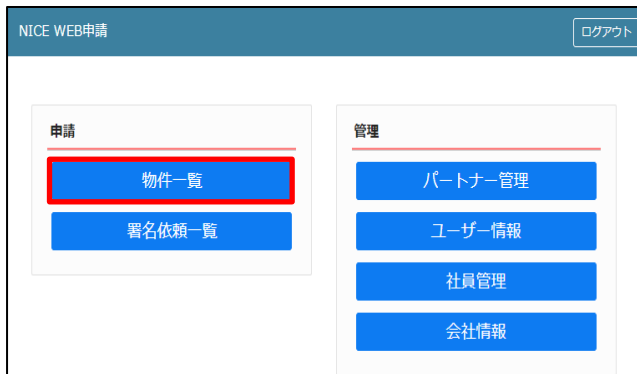 NICE WEB申請
ログアウト
申請
物件一覧
署名依頼一覧
管理
パートナー管理
ユーザー情報
社員管理
会社情報